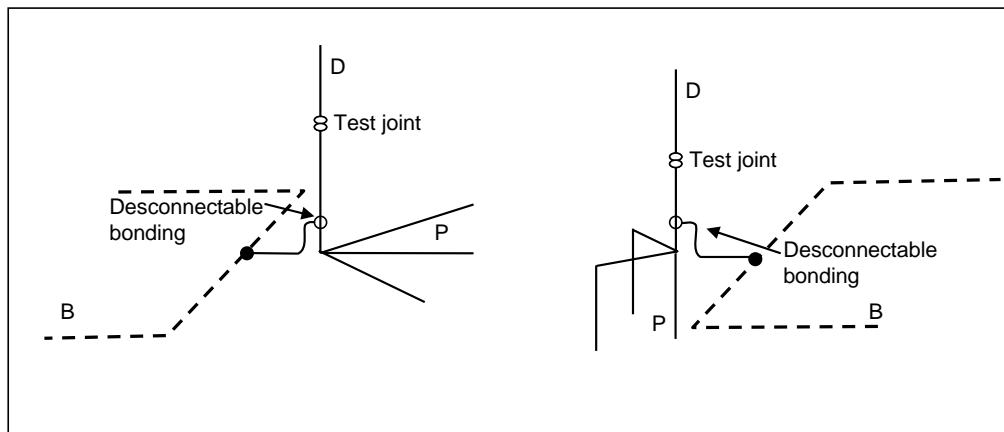 D
Test joint
Desconnectable
bonding
P
B
D
Test joint
Desconnectable
bonding
P
B